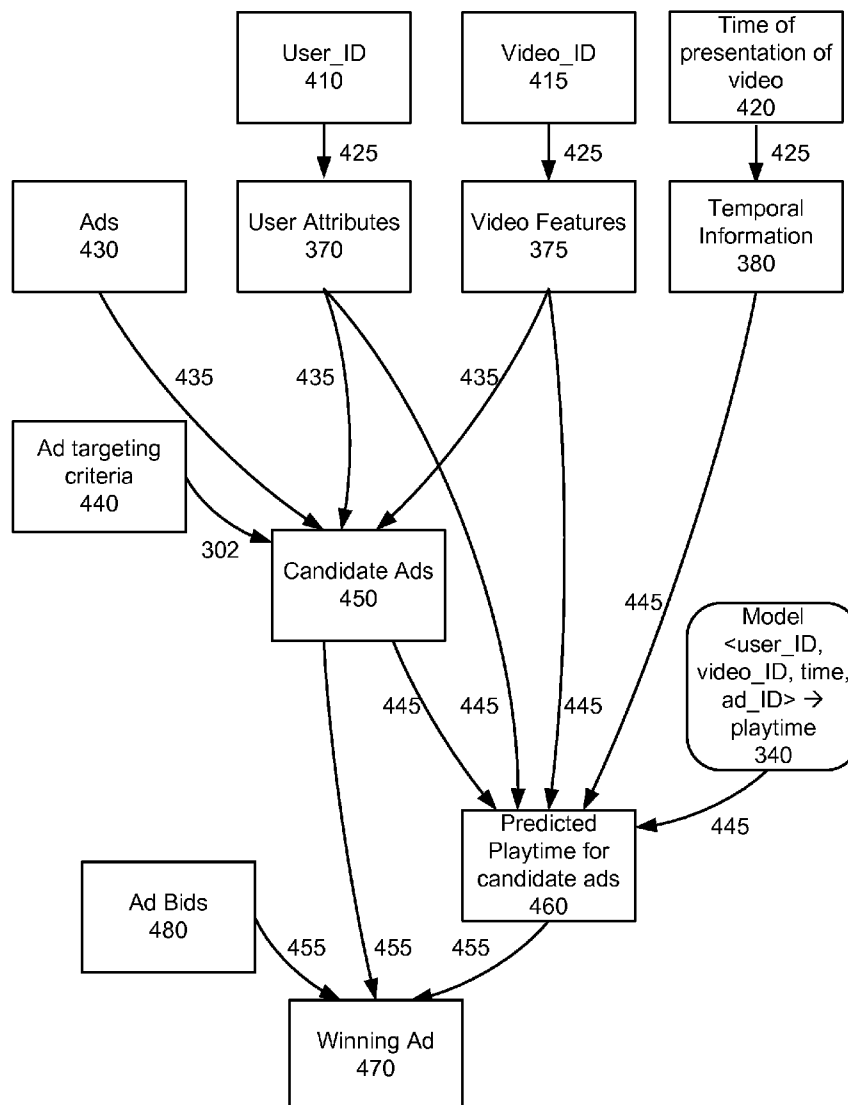 User_ID
410
Video_ID
415
Time of
presentation of
video
420
425
425
425
Ads
430
User Attributes
370
Video Features
375
Temporal
Information
380
435
435
435
Ad targeting
criteria
440
302
Candidate Ads
450
445
Model
<user_ID,
video_ID, time,
ad_ID> →
playtime
340
445
445
445
445
Predicted
Playtime for
candidate ads
460
Ad Bids
480
455
455
455
Winning Ad
470